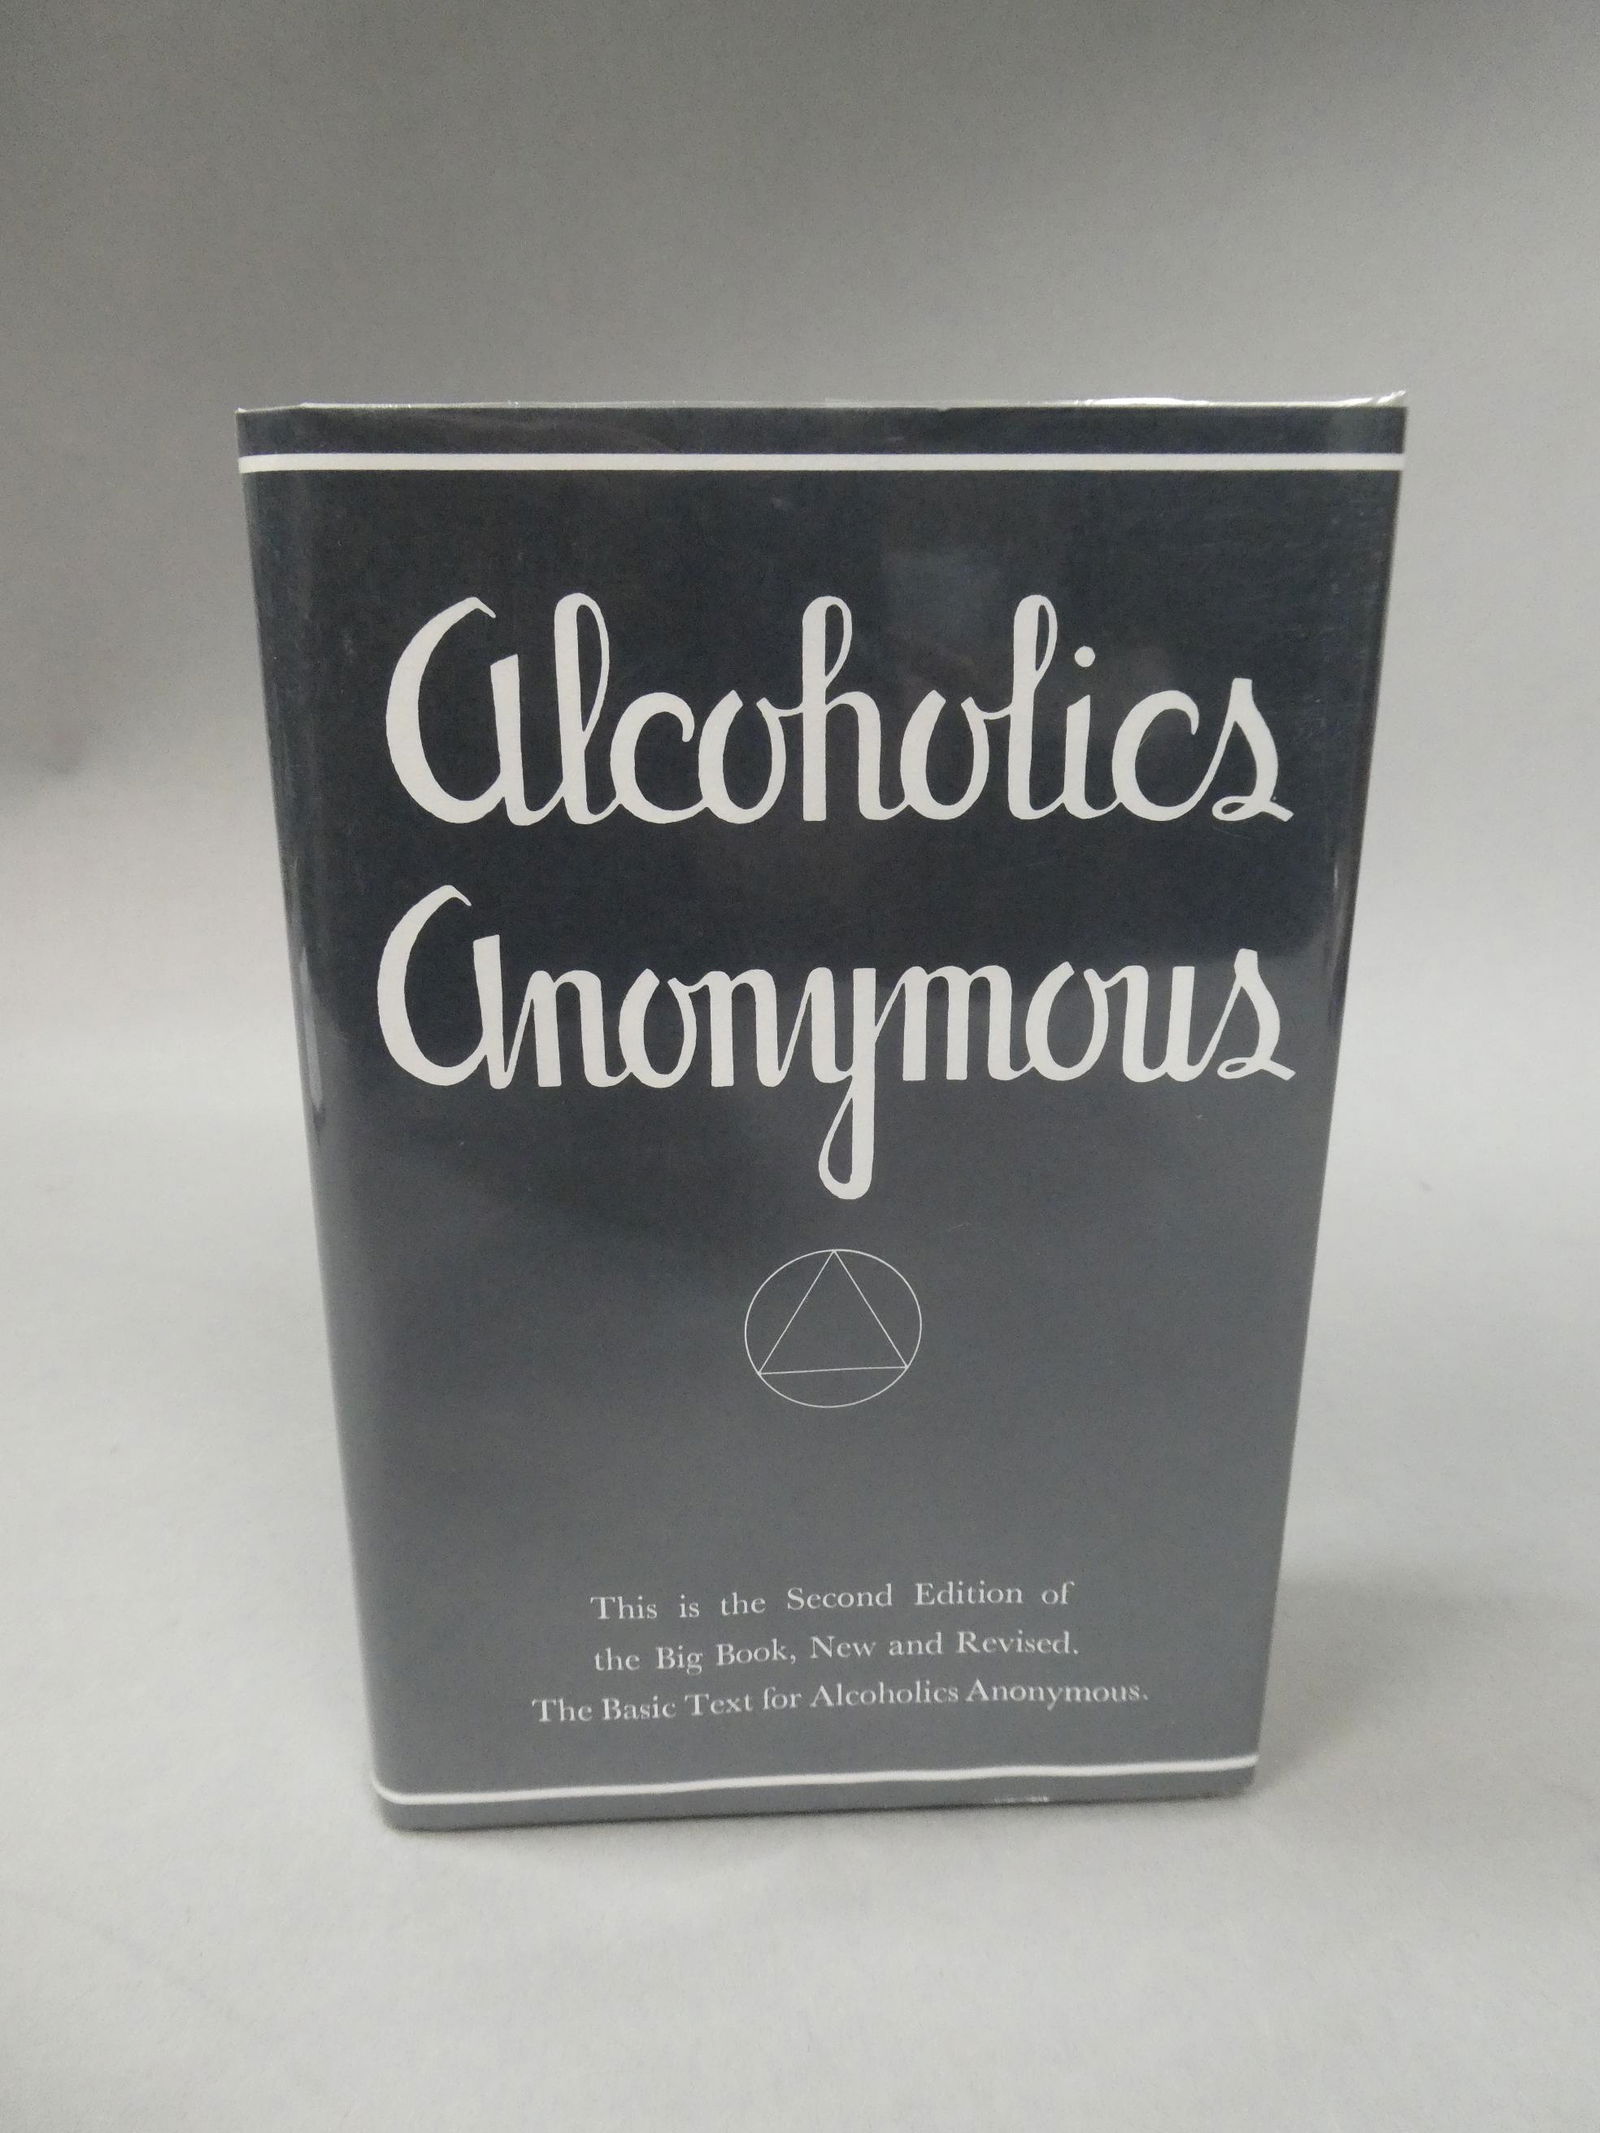 Alcoholics
Anonymous
This is the Second Edition of
the Big Book, New and Revised.
The Basic Text for Alcoholics Anonymous.